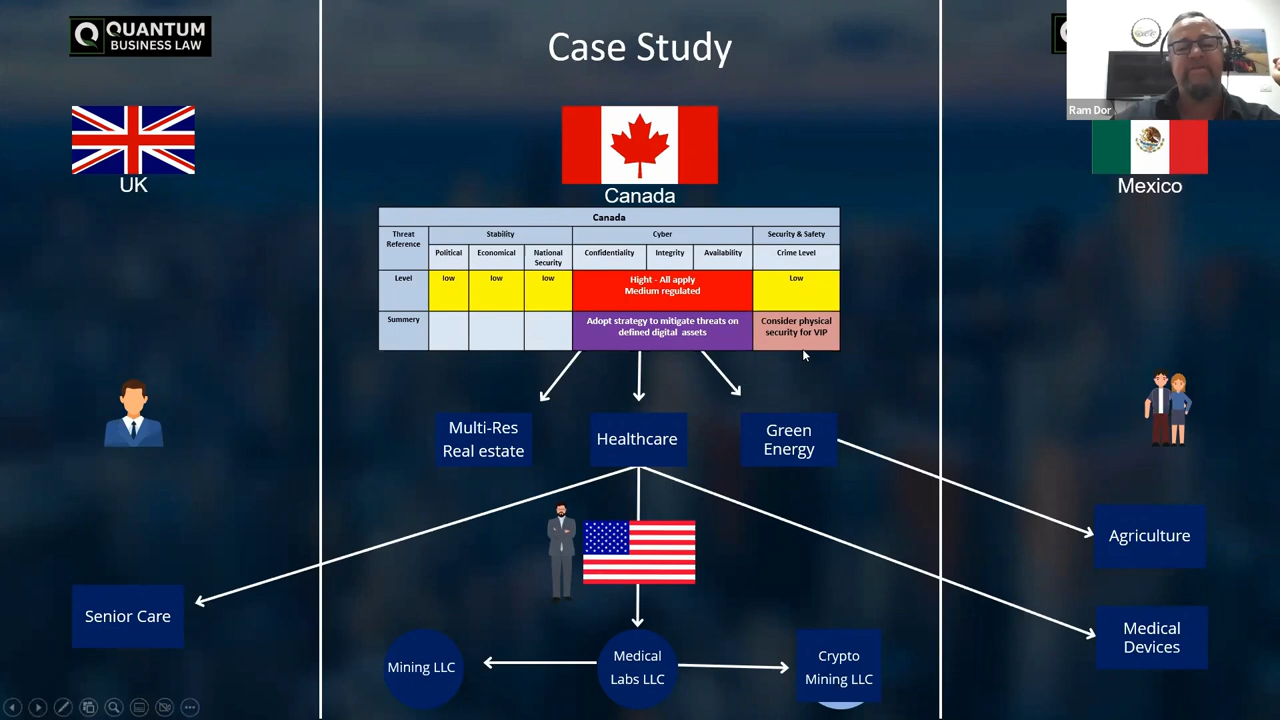 QUANTUM
BUSINESS LAW
Case Study
Ram Dor
UK
Canada
Mexico
Canada
Threat
Reference
Stability
Cyber
Security & Safety
Political
Economical
National
Security
Confidentiality
Integrity
Availability
Crime Level
Level
low
low
low
Hight - All apply
Medium regulated
Low
Summery
Adopt strategy to mitigate threats on
defined digital assets
Consider physical
security for VIP
Multi-Res
Real estate
Healthcare
Green
Energy
Agriculture
Senior Care
Medical
Devices
Mining LLC
Medical
Labs LLC
Crypto
Mining LLC